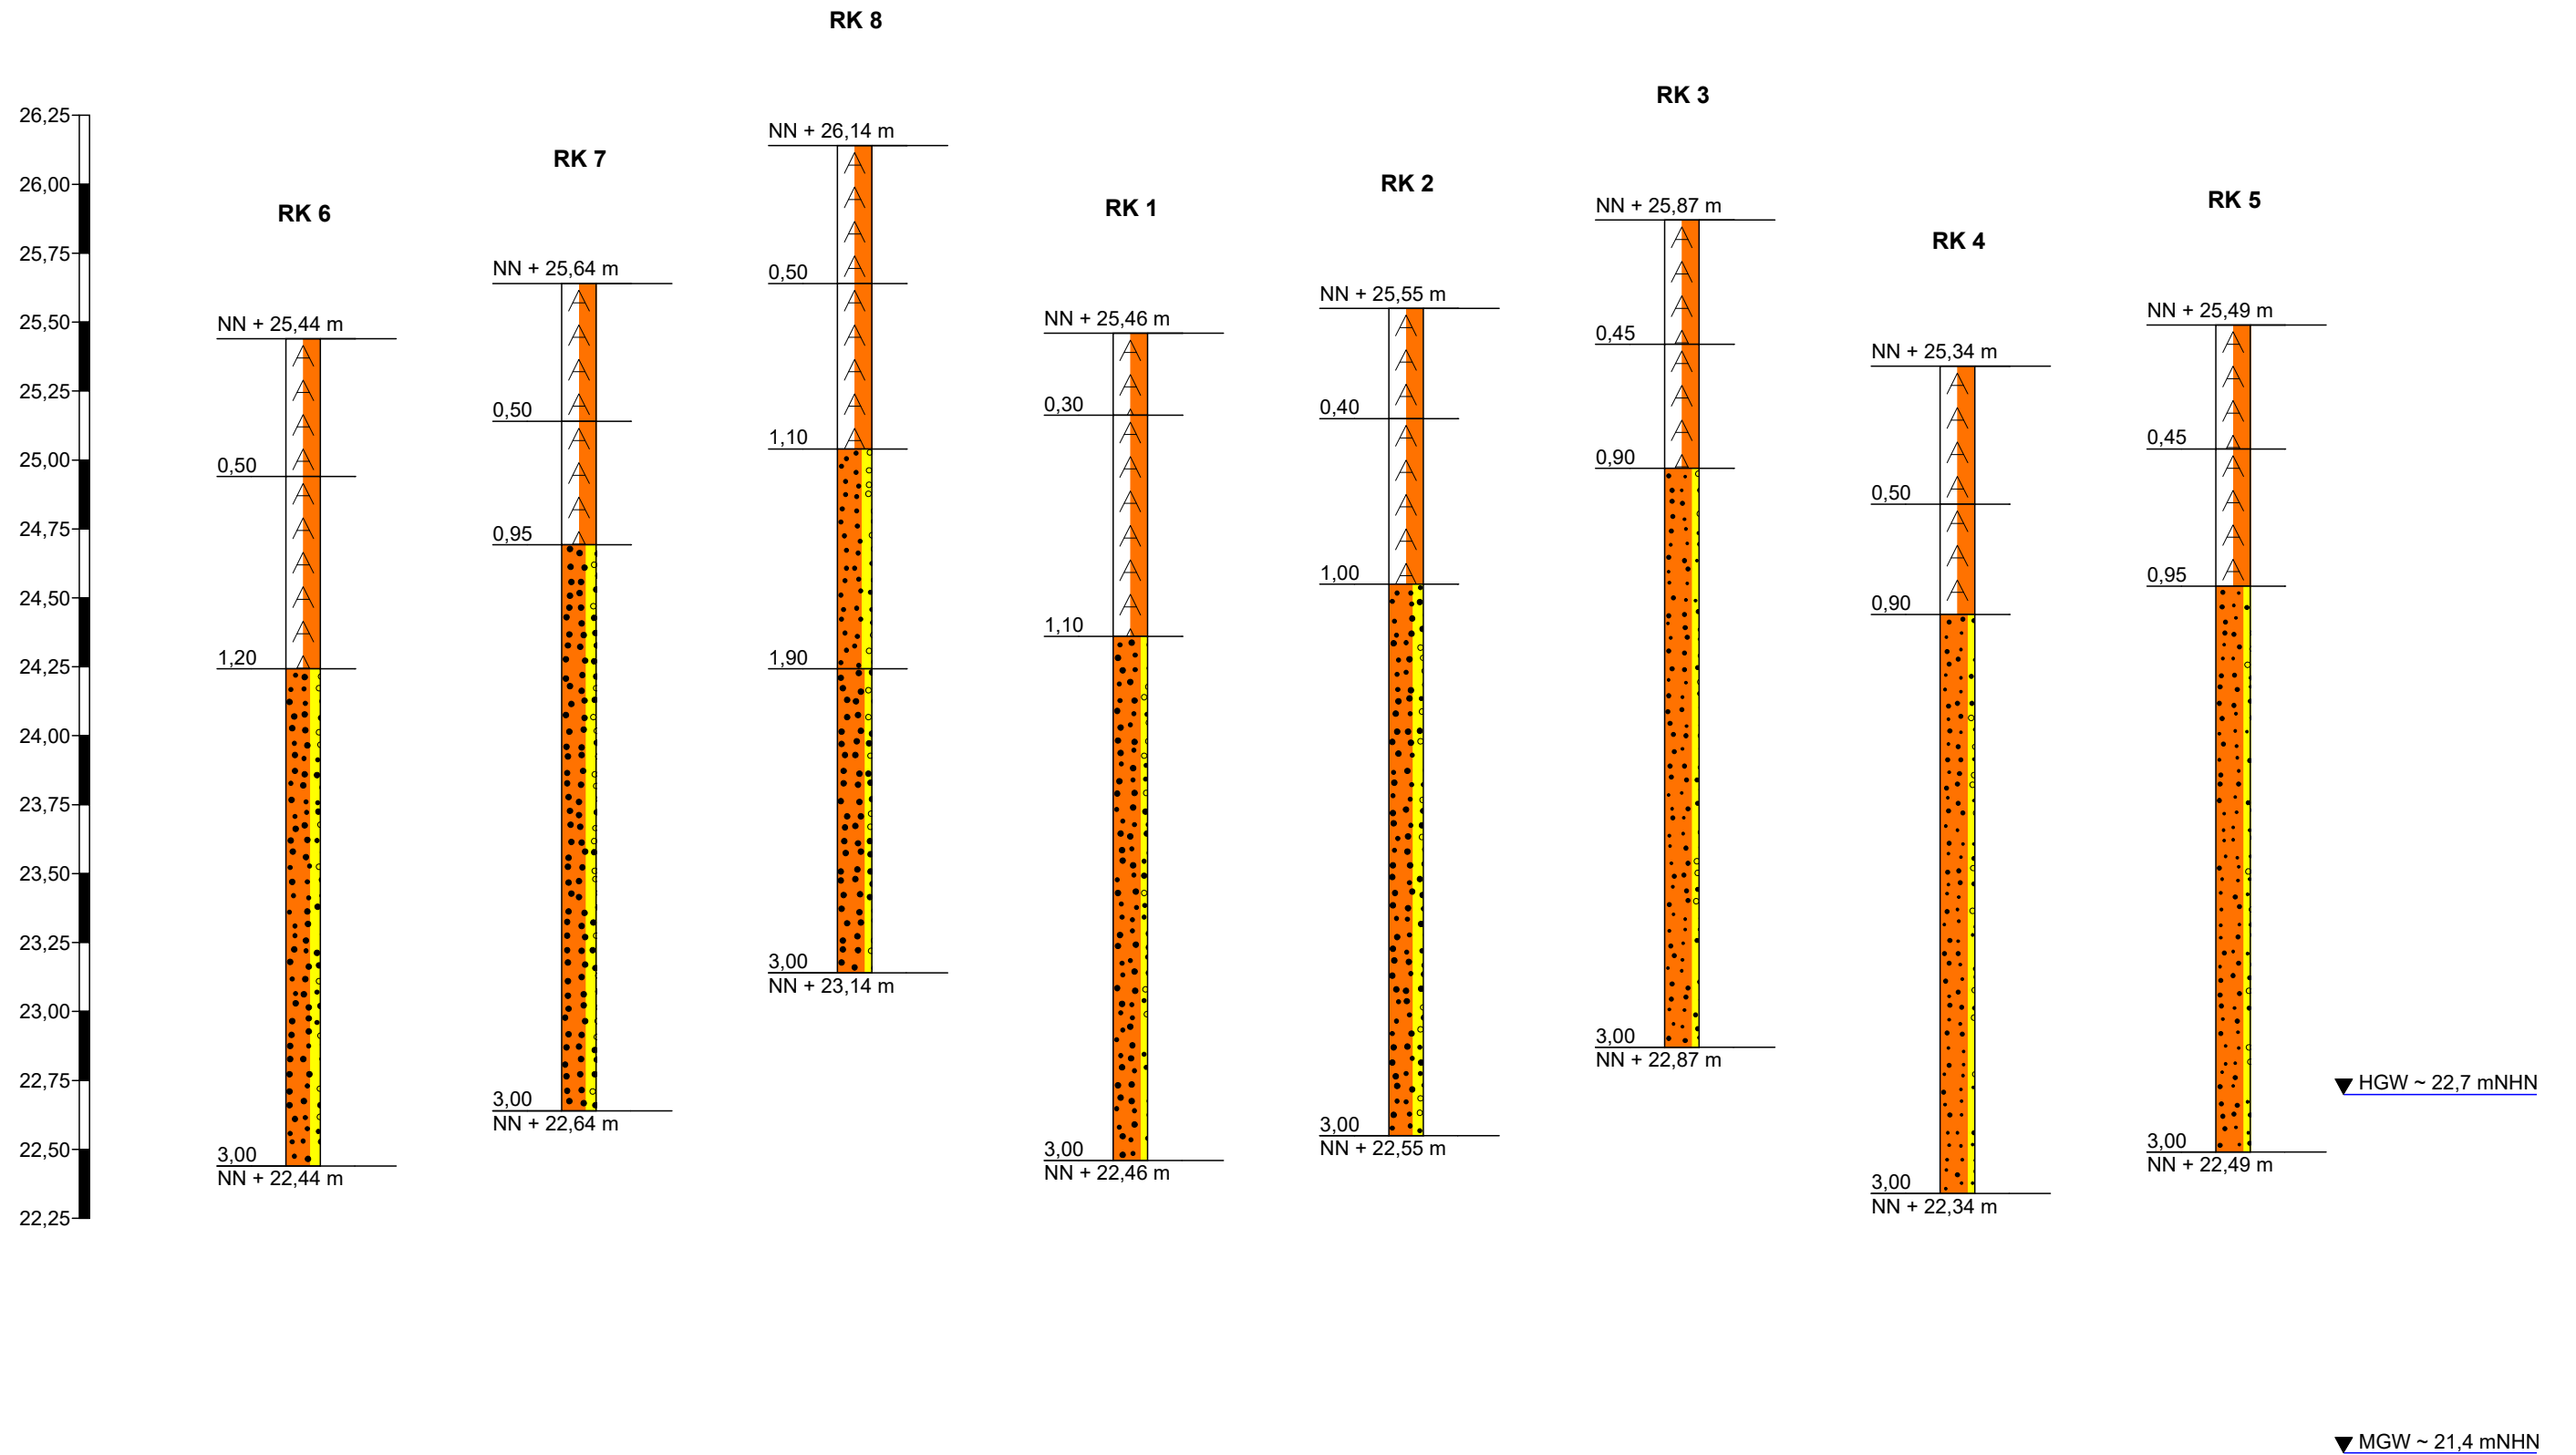 RK 8
RK 3
26,25
NN + 26,14 m
RK 7
26,00
RK 2
RK 5
NN + 25,87 m
RK 1
RK 6
RK 4
25,75
NN + 25,64 m
0,50
NN + 25,55 m
NN + 25,49 m
NN + 25,46 m
25,50
NN + 25,44 m
0,45
NN + 25,34 m
25,25
0,30
0,40
0,50
1,10
0,45
25,00
0,50
0,90
0,50
24,75
0,95
1,00
0,95
24,50
0,90
1,10
24,25
1,20
1,90
24,00
23,75
23,50
23,25
3,00
NN + 23,14 m
23,00
3,00
NN + 22,87 m
22,75
HGW ~ 22,7 mNHN
3,00
NN + 22,64 m
3,00
NN + 22,55 m
22,50
3,00
NN + 22,49 m
3,00
NN + 22,46 m
3,00
NN + 22,44 m
3,00
NN + 22,34 m
22,25
MGW ~ 21,4 mNHN